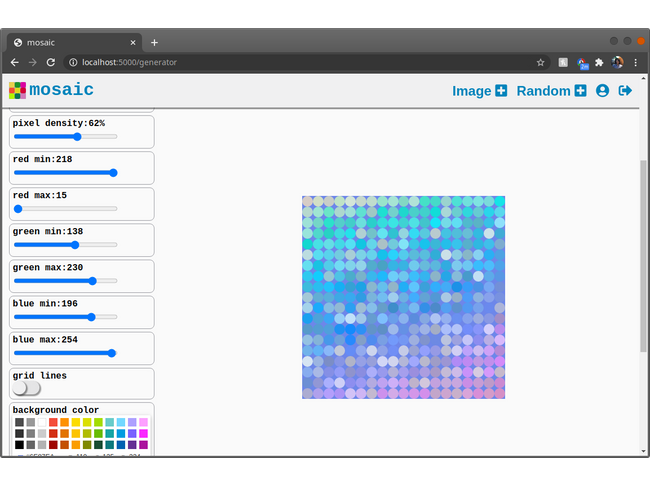 mosaic
localhost:5000/generator
mosaic
Image
Random
pixel density:62%
red min:218
red max:15
green min:138
green max:230
blue min:196
blue max:254
grid lines
background color